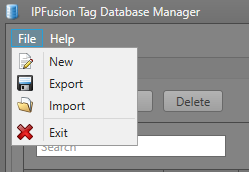 IPFusion Tag Database Manager
File Help
New
Export
Import
Delete
Exit
Search